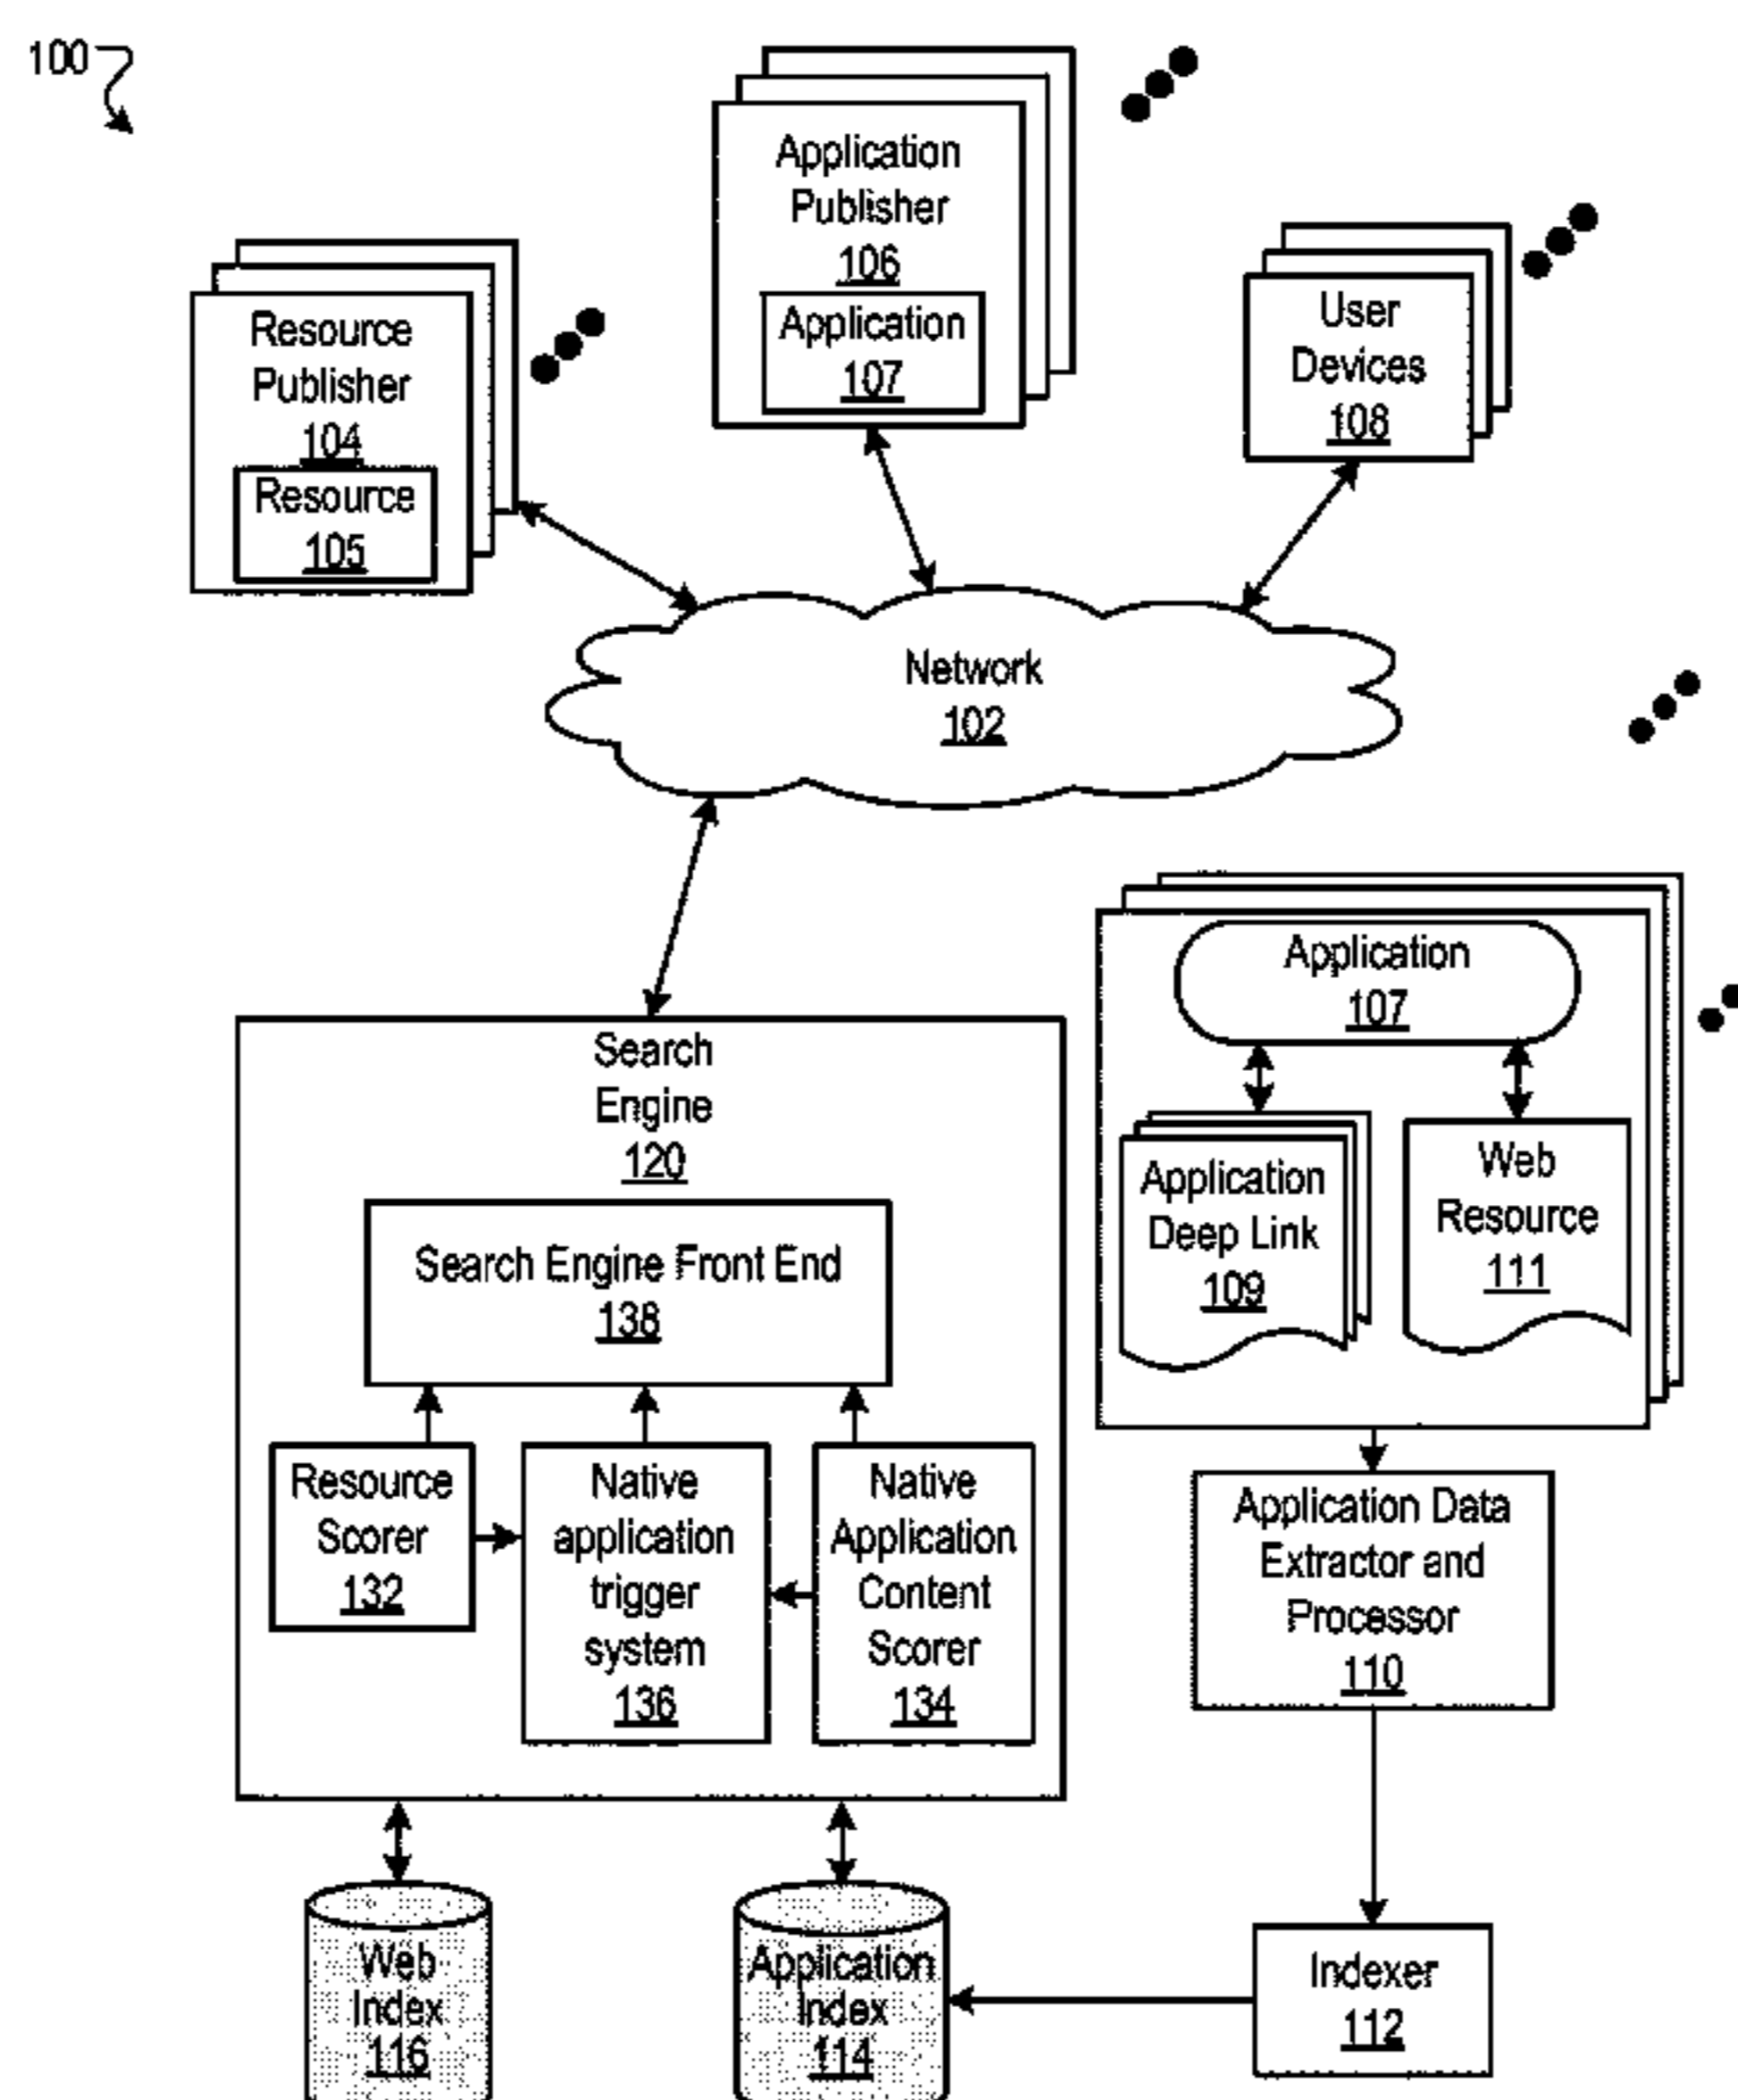 100
Application
Publisher
106
Application
107
User
Devices
108
Resource
Publisher
104
Resource
105
Network
102
Search
Engine
120
Search Engine Front End
138
Resource
Scorer
132
Native
application
trigger
system
136
Native
Application
Content
Scorer
134
Application
107
Application
Deep Link
109
Web
Resource
111
Application Data
Extractor and
Processor
110
Web
Index
116
Application
Index
114
Indexer
112